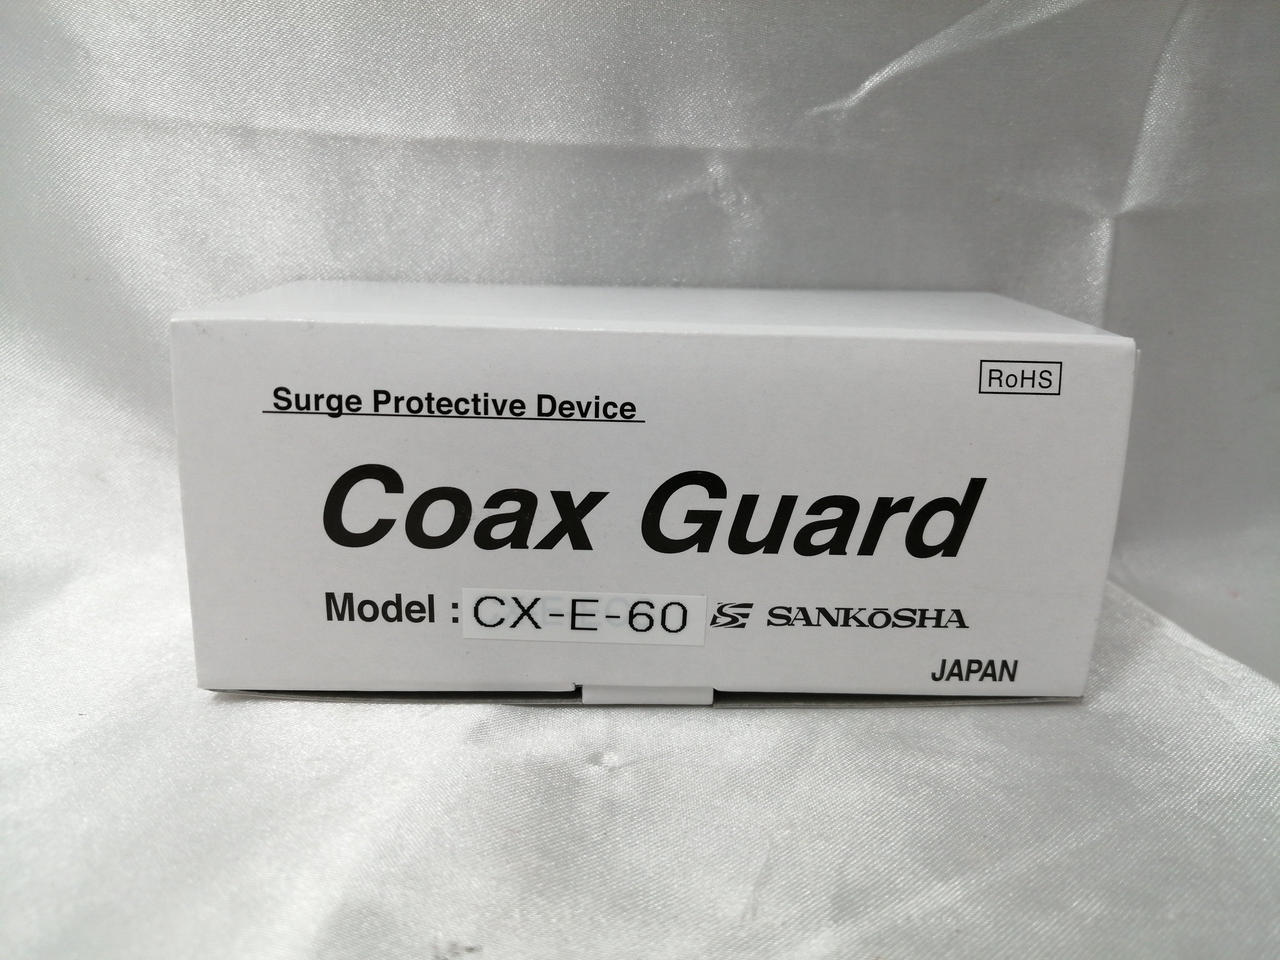 RoHS
Surge Protective Device
Coax Guard
Model : CX-E-60 SANKŌSHA
JAPAN